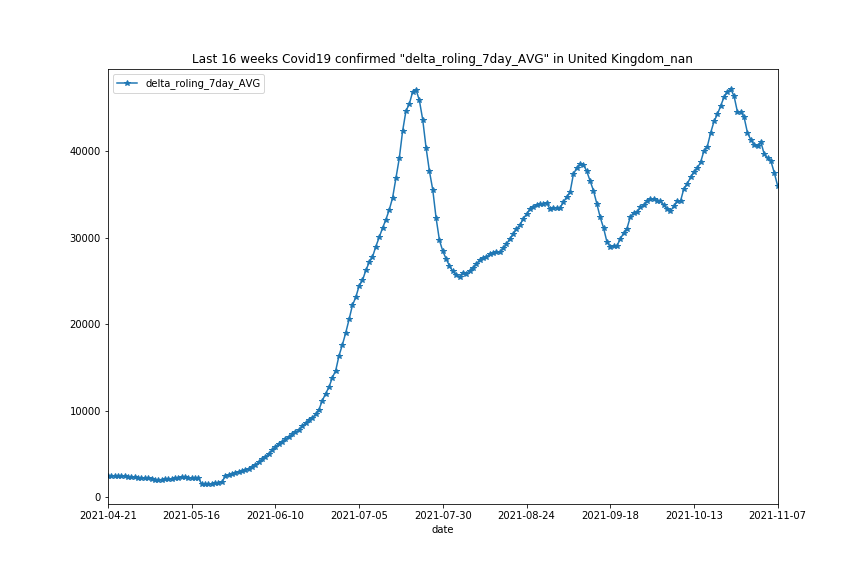 Last 16 weeks Covid19 confirmed "delta_roling_7day_AVG" in United Kingdom_nan
delta_roling_7day_AVG
40000
30000
20000
10000
0
2021-04-21 2021-05-16 2021-06-10 2021-07-05 2021-07-30 2021-08-24 2021-09-18 2021-10-13 2021-11-07
date